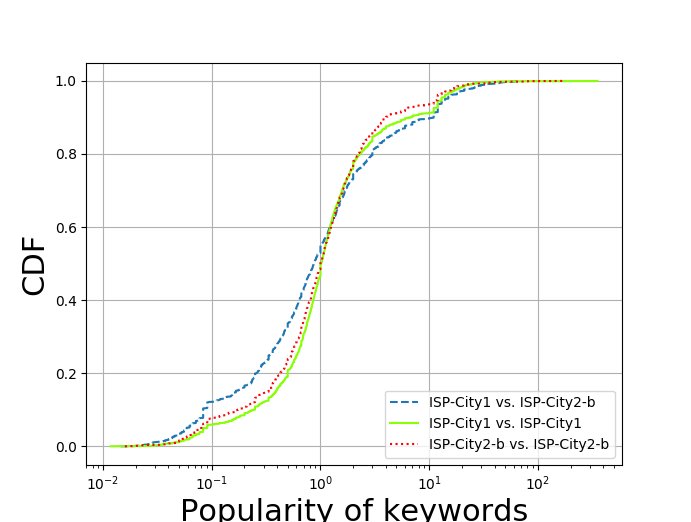 1.0
0.8
0.6
0.4
0.2
0.0
CDF
ISP-City1 vs. ISP-City2-b
ISP-City1 vs. ISP-City1
ISP-City2-b vs. ISP-City2-b
10⁻² 10⁻¹ 10⁰ 10¹ 10²
Popularity of keywords